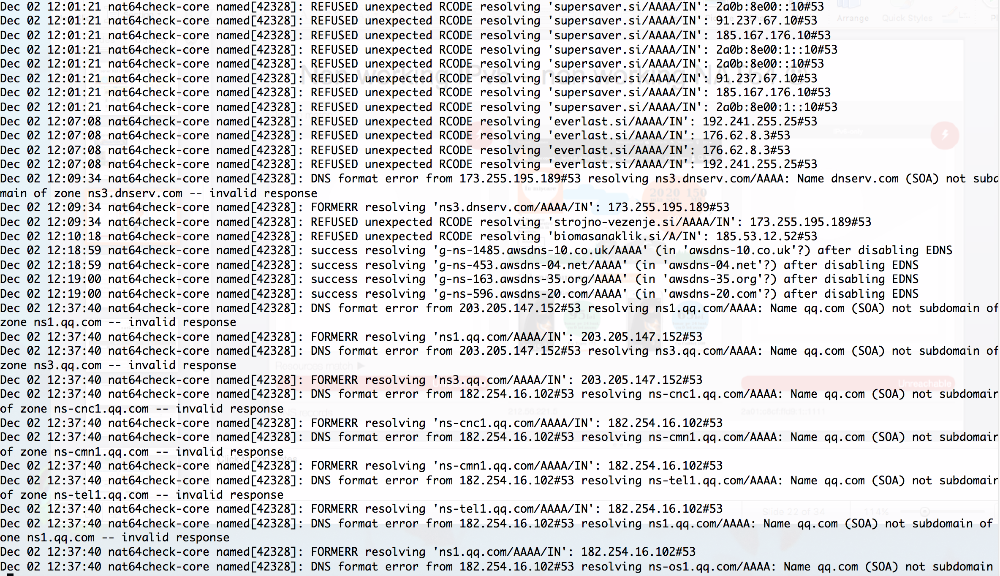 Dec 02 12:01:21 nat64check-core named[42328]: REFUSED unexpected RCODE resolving 'supersaver.si/AAAA/IN': 2a0b:8e00::10#53
Dec 02 12:01:21 nat64check-core named[42328]: REFUSED unexpected RCODE resolving 'supersaver.si/AAAA/IN': 91.237.67.10#53
Dec 02 12:01:21 nat64check-core named[42328]: REFUSED unexpected RCODE resolving 'supersaver.si/AAAA/IN': 185.167.176.10#53
Dec 02 12:01:21 nat64check-core named[42328]: REFUSED unexpected RCODE resolving 'supersaver.si/AAAA/IN': 2a0b:8e00:1::10#53
Dec 02 12:01:21 nat64check-core named[42328]: REFUSED unexpected RCODE resolving 'supersaver.si/AAAA/IN': 2a0b:8e00::10#53
Dec 02 12:01:21 nat64check-core named[42328]: REFUSED unexpected RCODE resolving 'supersaver.si/AAAA/IN': 91.237.67.10#53
Dec 02 12:01:21 nat64check-core named[42328]: REFUSED unexpected RCODE resolving 'supersaver.si/AAAA/IN': 185.167.176.10#53
Dec 02 12:01:21 nat64check-core named[42328]: REFUSED unexpected RCODE resolving 'supersaver.si/AAAA/IN': 2a0b:8e00:1::10#53
Dec 02 12:07:08 nat64check-core named[42328]: REFUSED unexpected RCODE resolving 'everlast.si/AAAA/IN': 192.241.255.25#53
Dec 02 12:07:08 nat64check-core named[42328]: REFUSED unexpected RCODE resolving 'everlast.si/AAAA/IN': 176.62.8.3#53
Dec 02 12:07:08 nat64check-core named[42328]: REFUSED unexpected RCODE resolving 'everlast.si/AAAA/IN': 176.62.8.3#53
Dec 02 12:07:08 nat64check-core named[42328]: REFUSED unexpected RCODE resolving 'everlast.si/AAAA/IN': 192.241.255.25#53
Dec 02 12:09:34 nat64check-core named[42328]: DNS format error from 173.255.195.189#53 resolving ns3.dnserv.com/AAAA: Name dnserv.com (SOA) not subd
main of zone ns3.dnserv.com -- invalid response
Dec 02 12:09:34 nat64check-core named[42328]: FORMERR resolving 'ns3.dnserv.com/AAAA/IN': 173.255.195.189#53
Dec 02 12:09:34 nat64check-core named[42328]: REFUSED unexpected RCODE resolving 'strojno-vezenje.si/AAAA/IN': 173.255.195.189#53
Dec 02 12:10:18 nat64check-core named[42328]: REFUSED unexpected RCODE resolving 'biomasanaklik.si/A/IN': 185.53.12.52#53
Dec 02 12:18:59 nat64check-core named[42328]: success resolving 'g-ns-1485.awsdns-10.co.uk/AAAA' (in 'awsdns-10.co.uk'?) after disabling EDNS
Dec 02 12:18:59 nat64check-core named[42328]: success resolving 'g-ns-453.awsdns-04.net/AAAA' (in 'awsdns-04.net'?) after disabling EDNS
Dec 02 12:19:00 nat64check-core named[42328]: success resolving 'g-ns-163.awsdns-35.org/AAAA' (in 'awsdns-35.org'?) after disabling EDNS
Dec 02 12:19:00 nat64check-core named[42328]: success resolving 'g-ns-596.awsdns-20.com/AAAA' (in 'awsdns-20.com'?) after disabling EDNS
Dec 02 12:37:40 nat64check-core named[42328]: DNS format error from 203.205.147.152#53 resolving ns1.qq.com/AAAA: Name qq.com (SOA) not subdomain of
zone ns1.qq.com -- invalid response
Dec 02 12:37:40 nat64check-core named[42328]: FORMERR resolving 'ns1.qq.com/AAAA/IN': 203.205.147.152#53
Dec 02 12:37:40 nat64check-core named[42328]: DNS format error from 203.205.147.152#53 resolving ns3.qq.com/AAAA: Name qq.com (SOA) not subdomain of
zone ns3.qq.com -- invalid response
Dec 02 12:37:40 nat64check-core named[42328]: FORMERR resolving 'ns3.qq.com/AAAA/IN': 203.205.147.152#53
Dec 02 12:37:40 nat64check-core named[42328]: DNS format error from 182.254.16.102#53 resolving ns-cnc1.qq.com/AAAA: Name qq.com (SOA) not subdomain
of zone ns-cnc1.qq.com -- invalid response
Dec 02 12:37:40 nat64check-core named[42328]: FORMERR resolving 'ns-cnc1.qq.com/AAAA/IN': 182.254.16.102#53
Dec 02 12:37:40 nat64check-core named[42328]: DNS format error from 182.254.16.102#53 resolving ns-cmn1.qq.com/AAAA: Name qq.com (SOA) not subdomain
of zone ns-cmn1.qq.com -- invalid response
Dec 02 12:37:40 nat64check-core named[42328]: FORMERR resolving 'ns-cmn1.qq.com/AAAA/IN': 182.254.16.102#53
Dec 02 12:37:40 nat64check-core named[42328]: DNS format error from 182.254.16.102#53 resolving ns-tel1.qq.com/AAAA: Name qq.com (SOA) not subdomain
of zone ns-tel1.qq.com -- invalid response
Dec 02 12:37:40 nat64check-core named[42328]: FORMERR resolving 'ns-tel1.qq.com/AAAA/IN': 182.254.16.102#53
Dec 02 12:37:40 nat64check-core named[42328]: DNS format error from 182.254.16.102#53 resolving ns1.qq.com/AAAA: Name qq.com (SOA) not subdomain of
one ns1.qq.com -- invalid response
Dec 02 12:37:40 nat64check-core named[42328]: FORMERR resolving 'ns1.qq.com/AAAA/IN': 182.254.16.102#53
Dec 02 12:37:40 nat64check-core named[42328]: DNS format error from 182.254.16.102#53 resolving ns-os1.qq.com/AAAA: Name qq.com (SOA) not subdomain
Arrange
Quick Styles
Non working IPv6 - non working NAT64
În mișcare
Resources match
Unreachable
Unreachable
DNS records
212.56.221.5
Click to add notes
Slide 22 of 34
114%